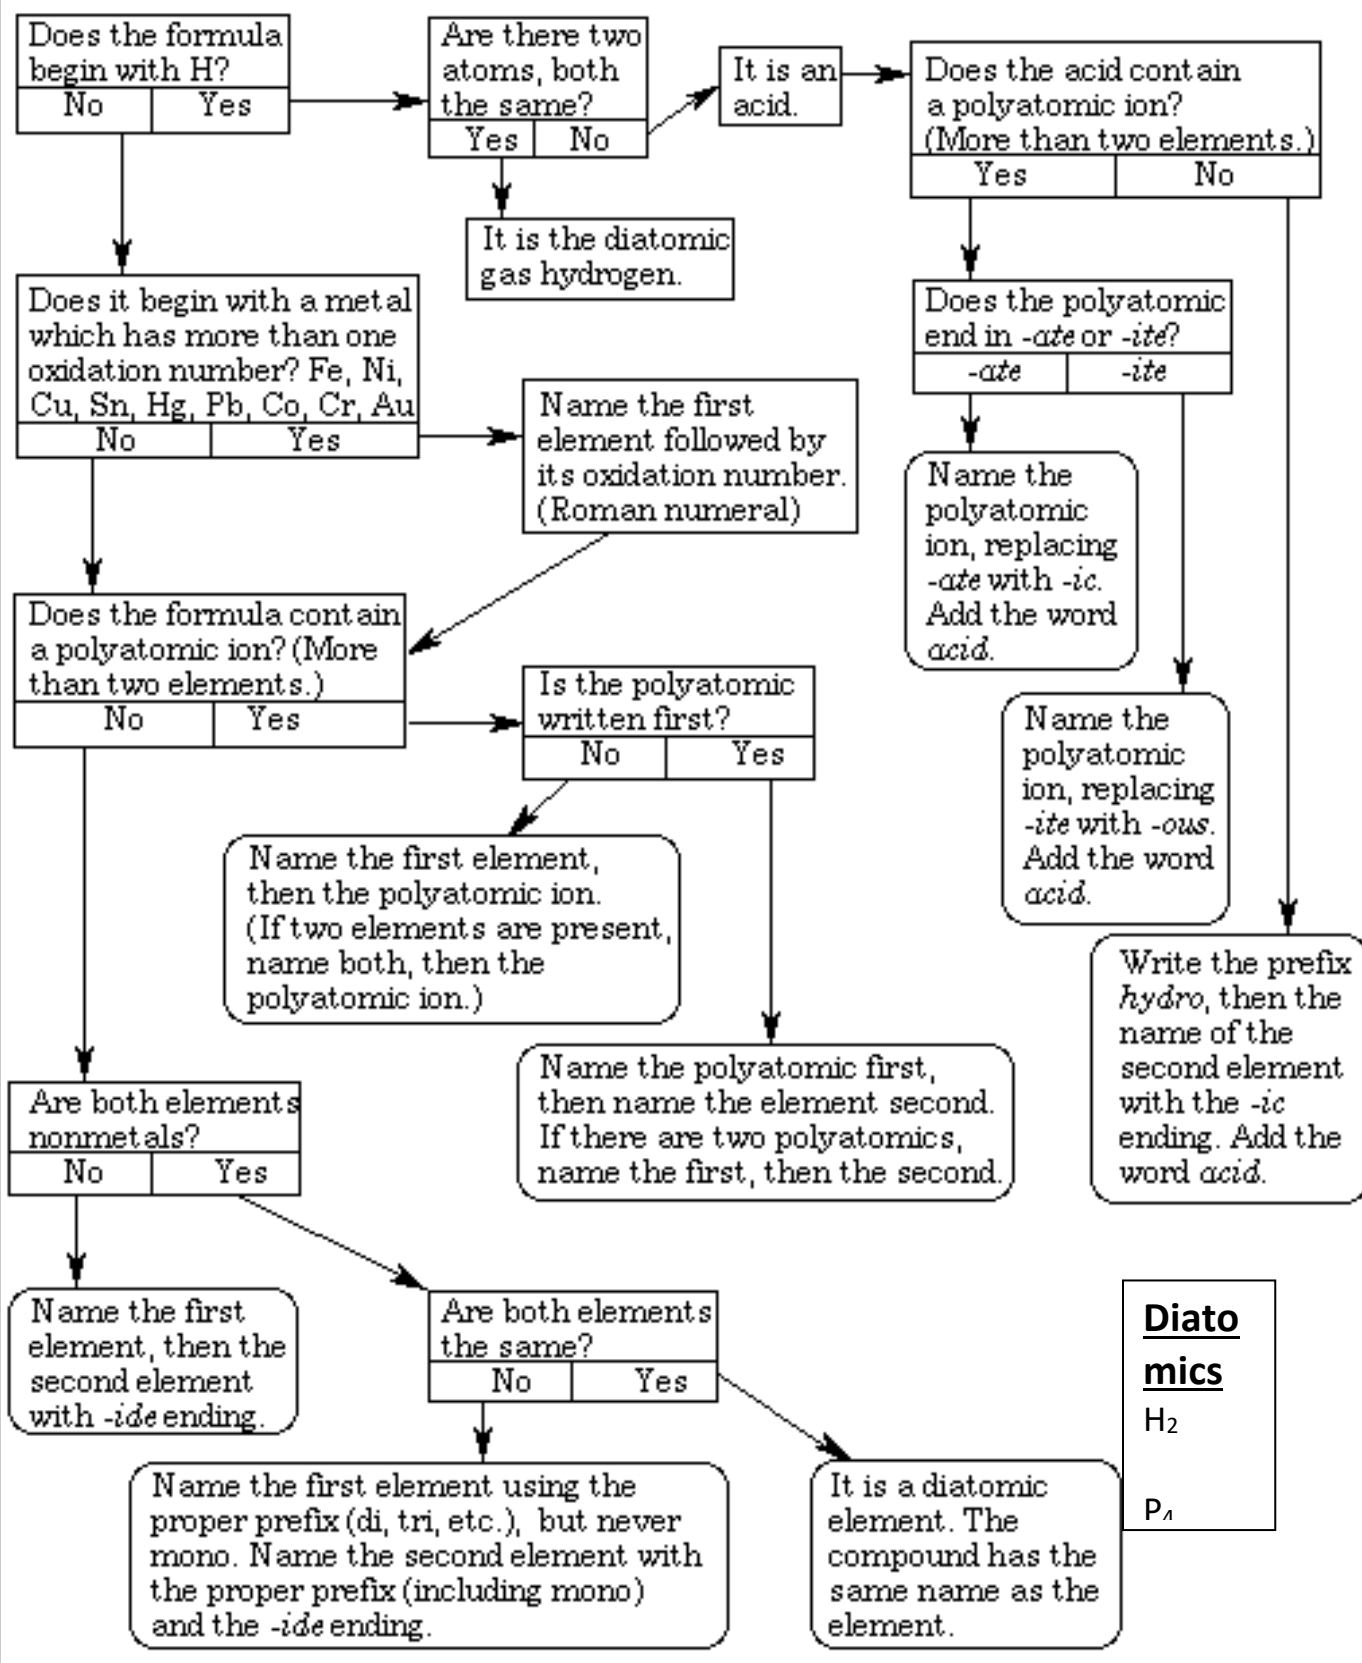 Does the formula
begin with H?
No Yes
Are there two
atoms, both
the same?
Yes No
It is an
acid.
Does the acid contain
a polyatomic ion?
(More than two elements.)
Yes No
It is the diatomic
gas hydrogen.
Does it begin with a metal
which has more than one
oxidation number? Fe, Ni,
Cu, Sn, Hg, Pb, Co, Cr, Au
No Yes
Name the first
element followed by
its oxidation number.
(Roman numeral)
Does the polyatomic
end in -ate or -ite?
-ate -ite
Name the
polyatomic
ion, replacing
-ate with -ic.
Add the word
acid.
Does the formula contain
a polyatomic ion? (More
than two elements.)
No Yes
Is the polyatomic
written first?
No Yes
Name the
polyatomic
ion, replacing
-ite with -ous.
Add the word
acid.
Name the first element,
then the polyatomic ion.
(If two elements are present,
name both, then the
polyatomic ion.)
Write the prefix
hydro, then the
name of the
second element
with the -ic
ending. Add the
word acid.
Name the polyatomic first,
then name the element second.
If there are two polyatomics,
name the first, then the second.
Are both elements
nonmetals?
No Yes
Name the first
element, then the
second element
with -ide ending.
Are both elements
the same?
No Yes
Diato
mics
H₂
P₄
Name the first element using the
proper prefix (di, tri, etc.), but never
mono. Name the second element with
the proper prefix (including mono)
and the -ide ending.
It is a diatomic
element. The
compound has the
same name as the
element.